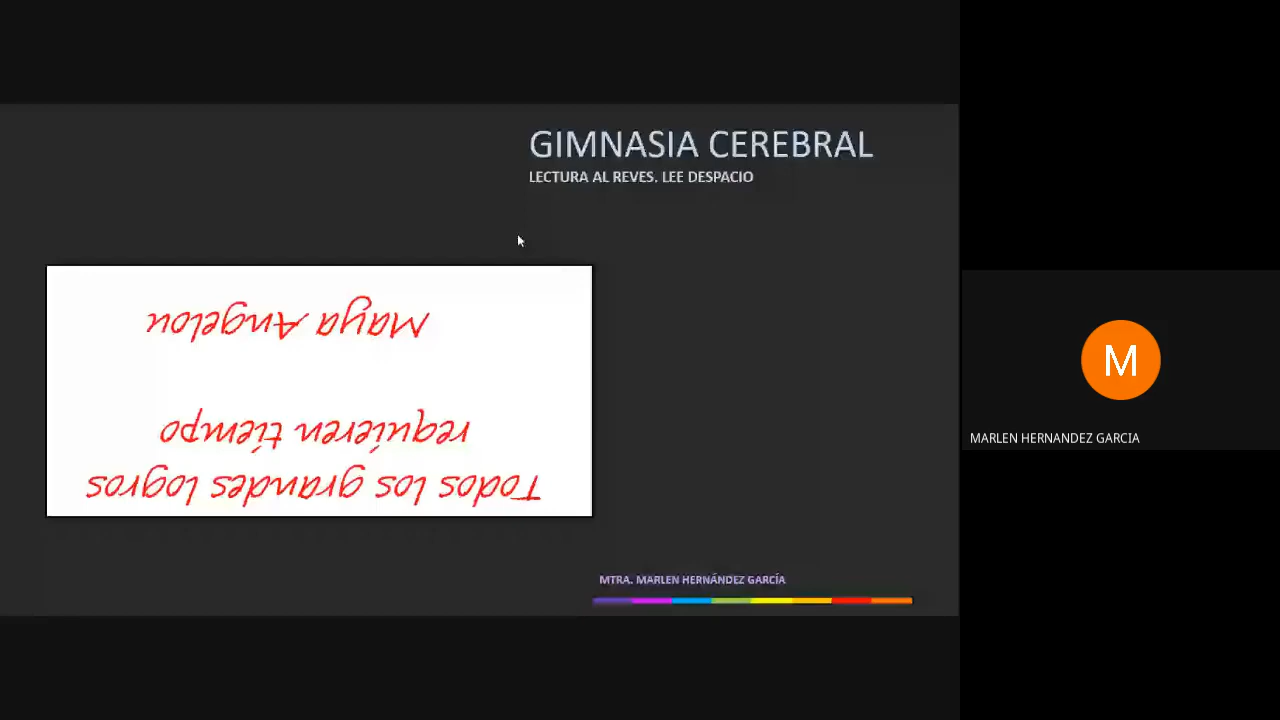 GIMNASIA CEREBRAL
LECTURA AL REVES. LEE DESPACIO
Todos los grandes logros
requieren tiempo
Maya Angelou
MTRA. MARLEN HERNÁNDEZ GARCÍA
M
MARLEN HERNANDEZ GARCIA